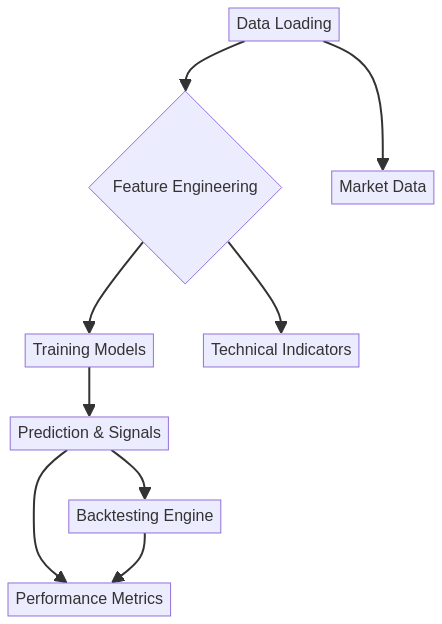 Data Loading
Feature Engineering
Market Data
Training Models
Technical Indicators
Prediction & Signals
Backtesting Engine
Performance Metrics